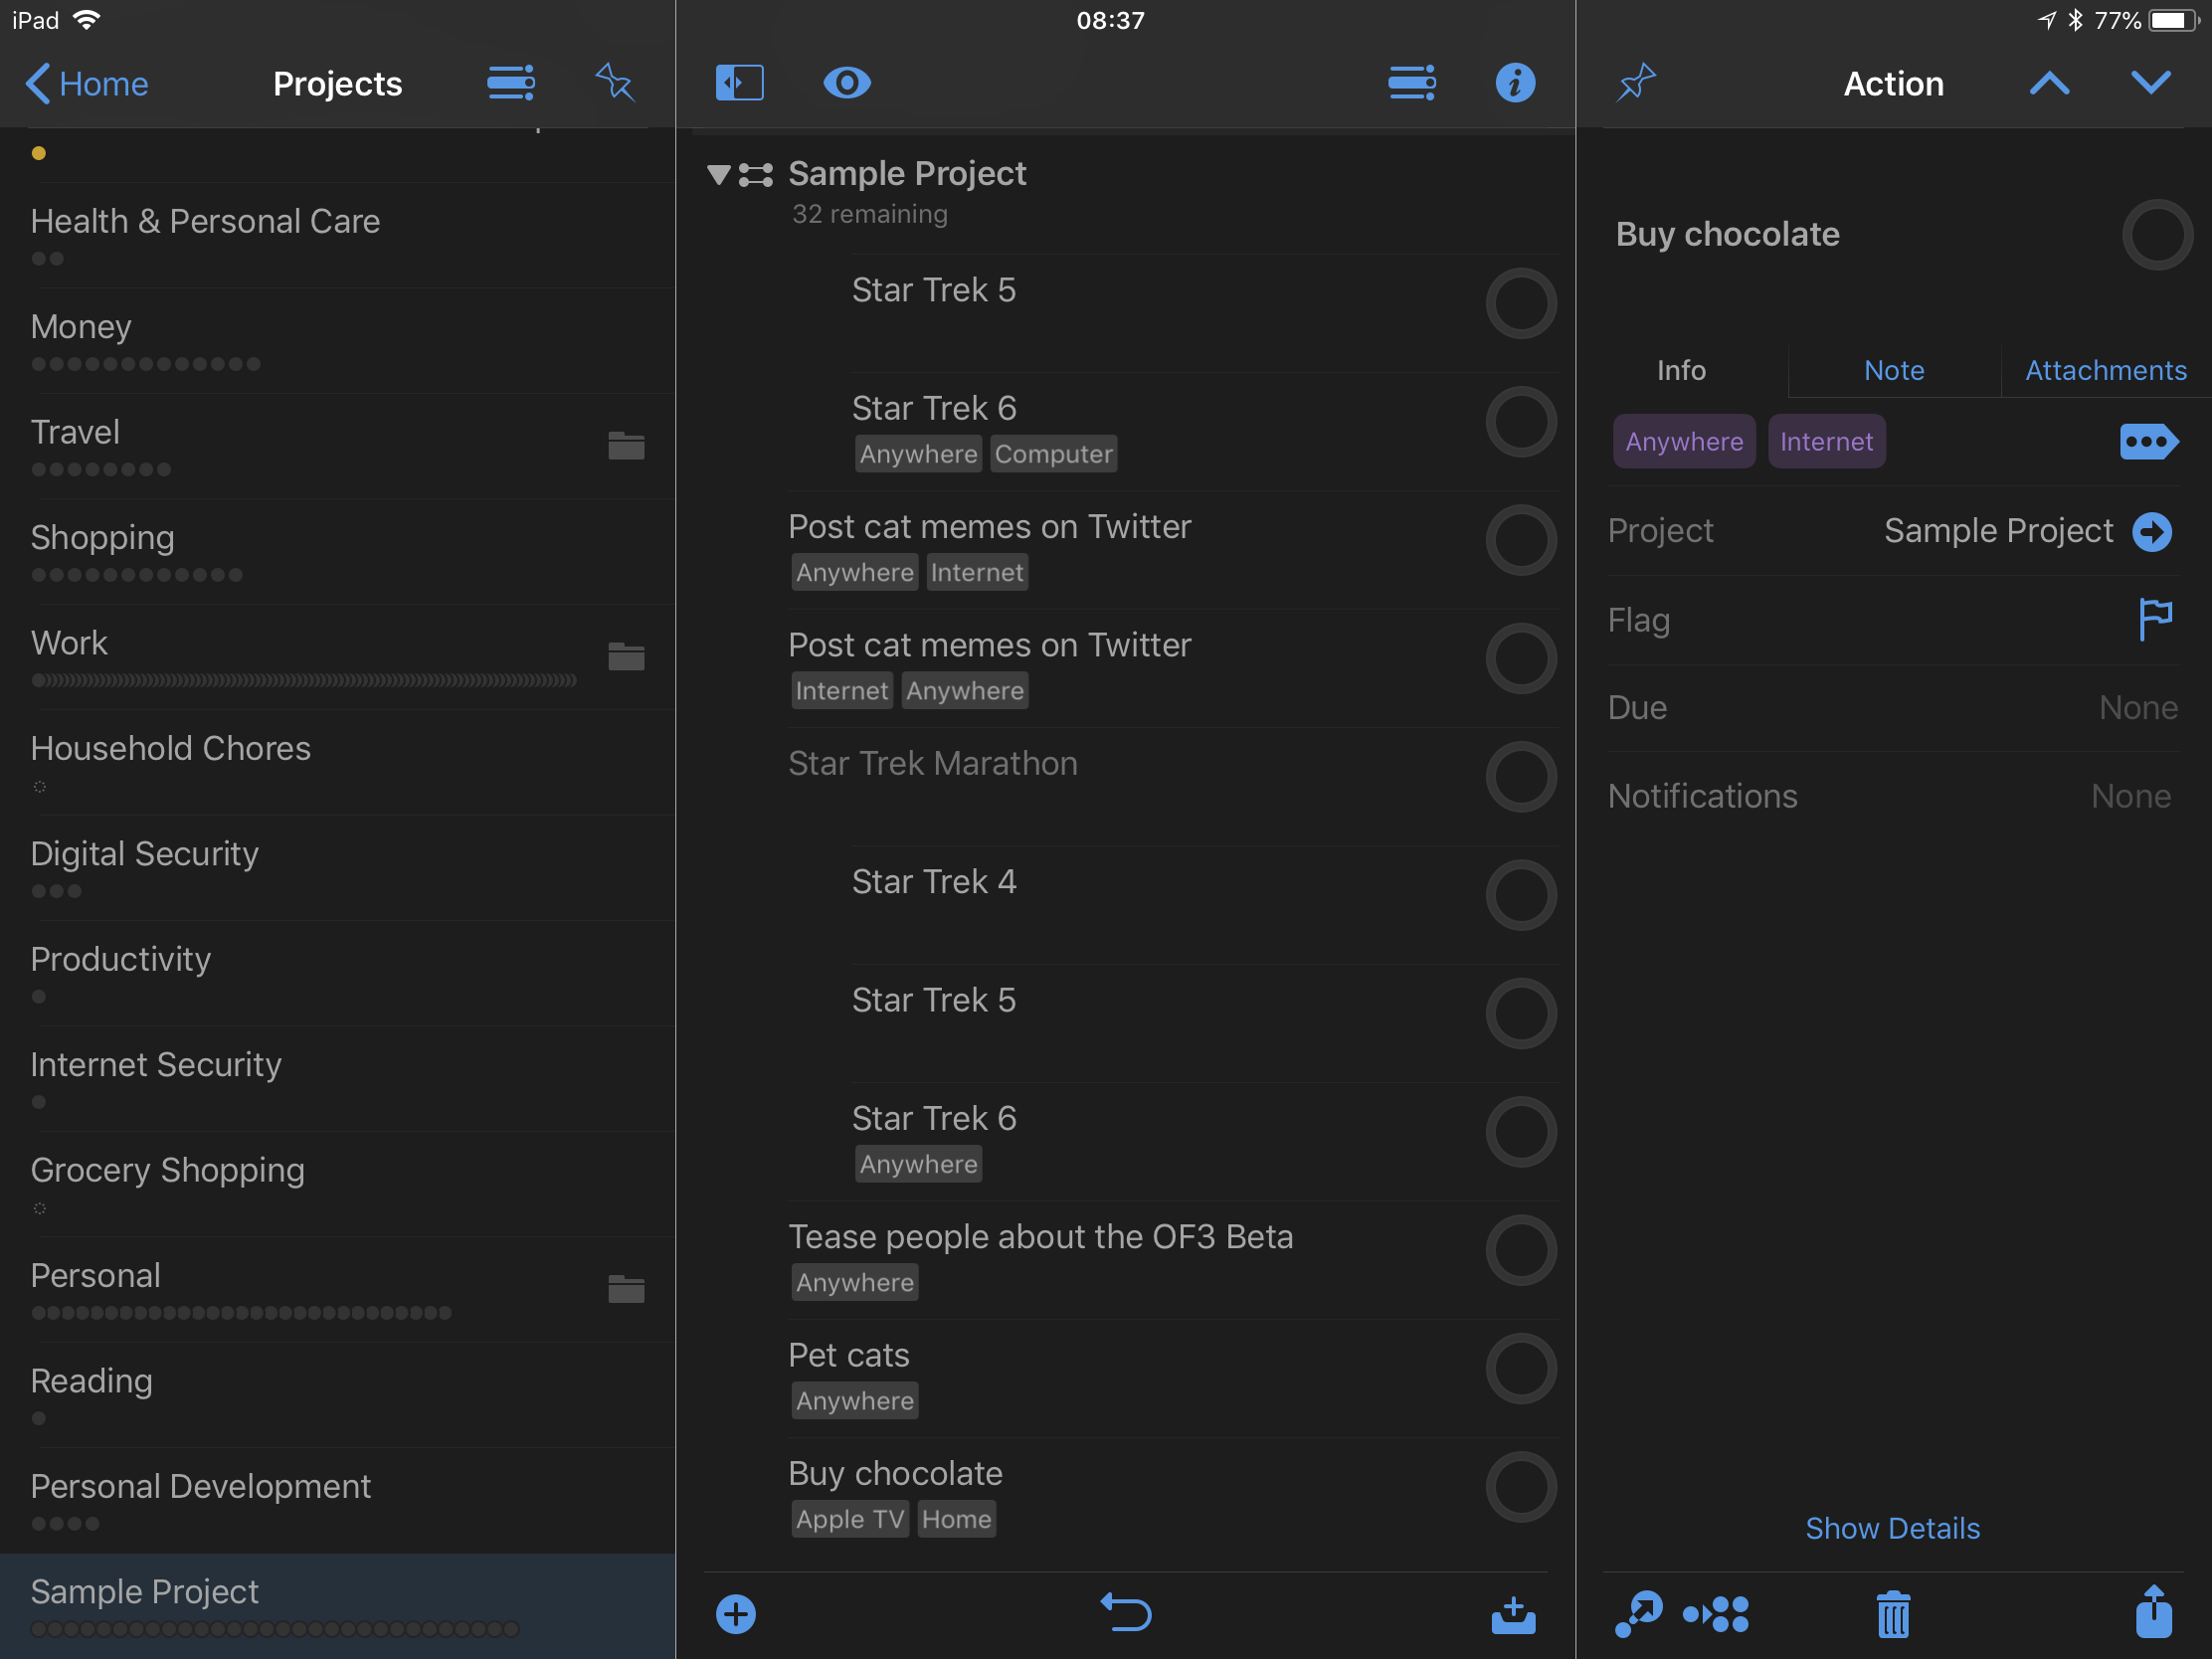 iPad
08:37
77%
Home
Projects
Health & Personal Care
Money
Travel
Shopping
Work
Household Chores
Digital Security
Productivity
Internet Security
Grocery Shopping
Personal
Reading
Personal Development
Sample Project
Sample Project
32 remaining
Star Trek 5
Star Trek 6
Anywhere Computer
Post cat memes on Twitter
Anywhere Internet
Post cat memes on Twitter
Internet Anywhere
Star Trek Marathon
Star Trek 4
Star Trek 5
Star Trek 6
Anywhere
Tease people about the OF3 Beta
Anywhere
Pet cats
Anywhere
Buy chocolate
Apple TV Home
Action
Buy chocolate
Info Note Attachments
Anywhere Internet
Project Sample Project
Flag
Due None
Notifications None
Show Details